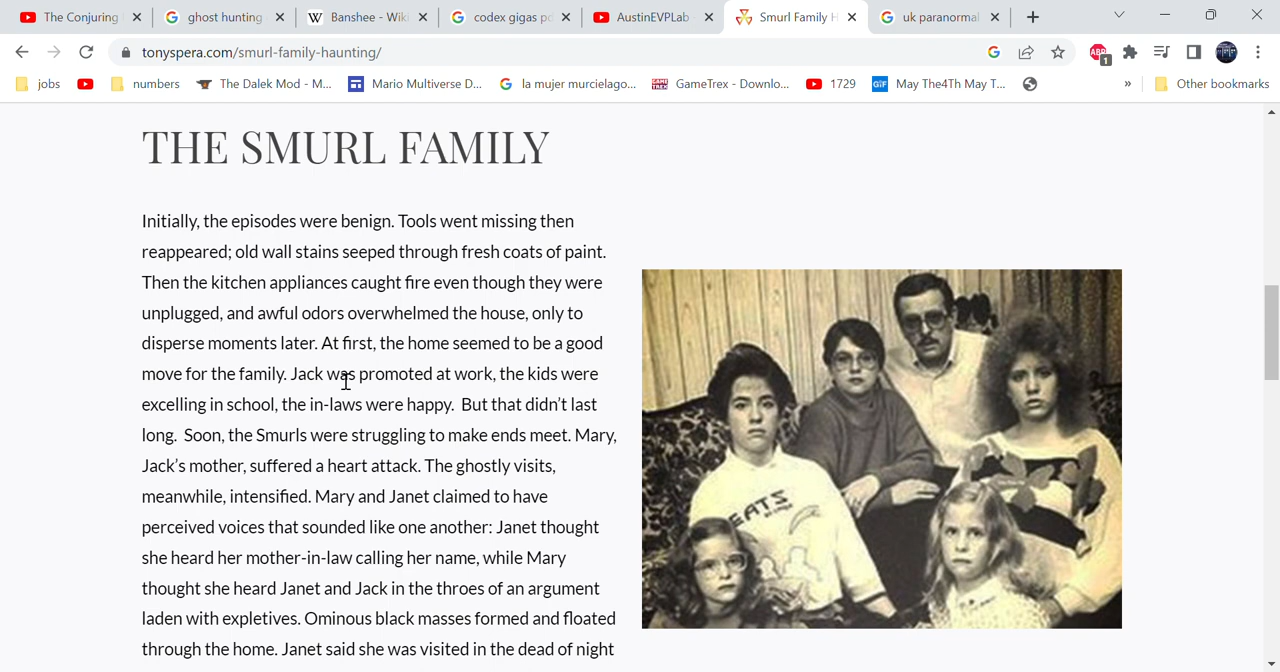 The Conjuring
ghost hunting
Banshee - Wiki
codex gigas pd
AustinEVPLab
Smurl Family H
uk paranormal
tonyspera.com/smurl-family-haunting/
ABP
1
jobs
numbers
The Dalek Mod - M...
Mario Multiverse D...
la mujer murcielago...
GAME TREX
GameTrex - Downlo...
1729
GIF
May The4Th May T...
»
Other bookmarks
THE SMURL FAMILY
Initially, the episodes were benign. Tools went missing then
reappeared; old wall stains seeped through fresh coats of paint.
Then the kitchen appliances caught fire even though they were
unplugged, and awful odors overwhelmed the house, only to
disperse moments later. At first, the home seemed to be a good
move for the family. Jack was promoted at work, the kids were
excelling in school, the in-laws were happy.  But that didn’t last
long.  Soon, the Smurls were struggling to make ends meet. Mary,
Jack’s mother, suffered a heart attack. The ghostly visits,
meanwhile, intensified. Mary and Janet claimed to have
perceived voices that sounded like one another: Janet thought
she heard her mother-in-law calling her name, while Mary
thought she heard Janet and Jack in the throes of an argument
laden with expletives. Ominous black masses formed and floated
through the home. Janet said she was visited in the dead of night